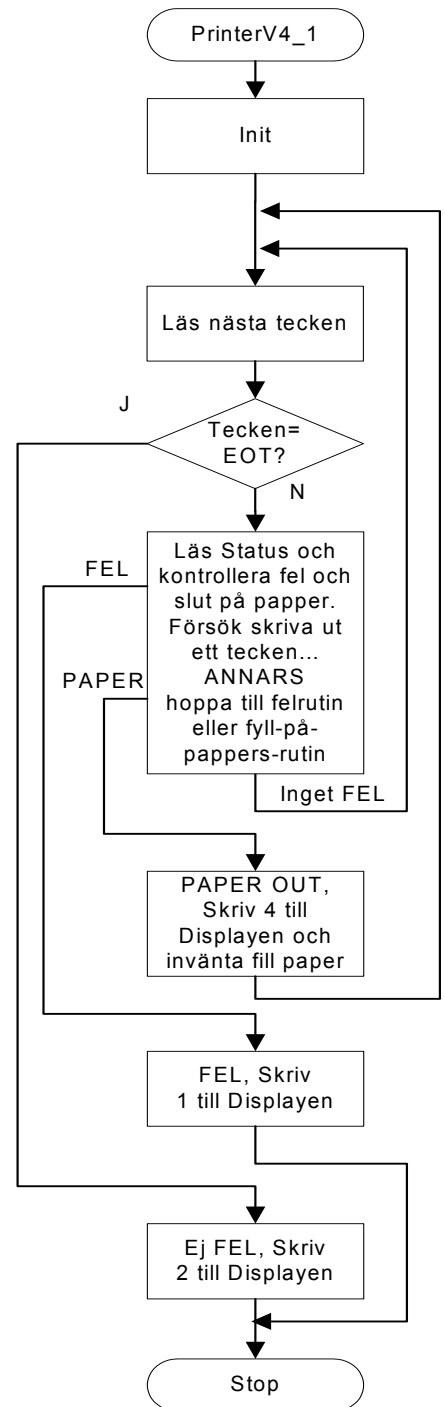 PrinterV4_1
Init
Läs nästa tecken
J
Tecken=
EOT?
N
Läs Status och
kontrollera fel och
slut på papper.
Försök skriva ut
ett tecken...
ANNARS
hoppa till felrutin
eller fyll-på-
pappers-rutin
FEL
PAPER
Inget FEL
PAPER OUT,
Skriv 4 till
Displayen och
invänta fill paper
FEL, Skriv
1 till Displayen
Ej FEL, Skriv
2 till Displayen
Stop